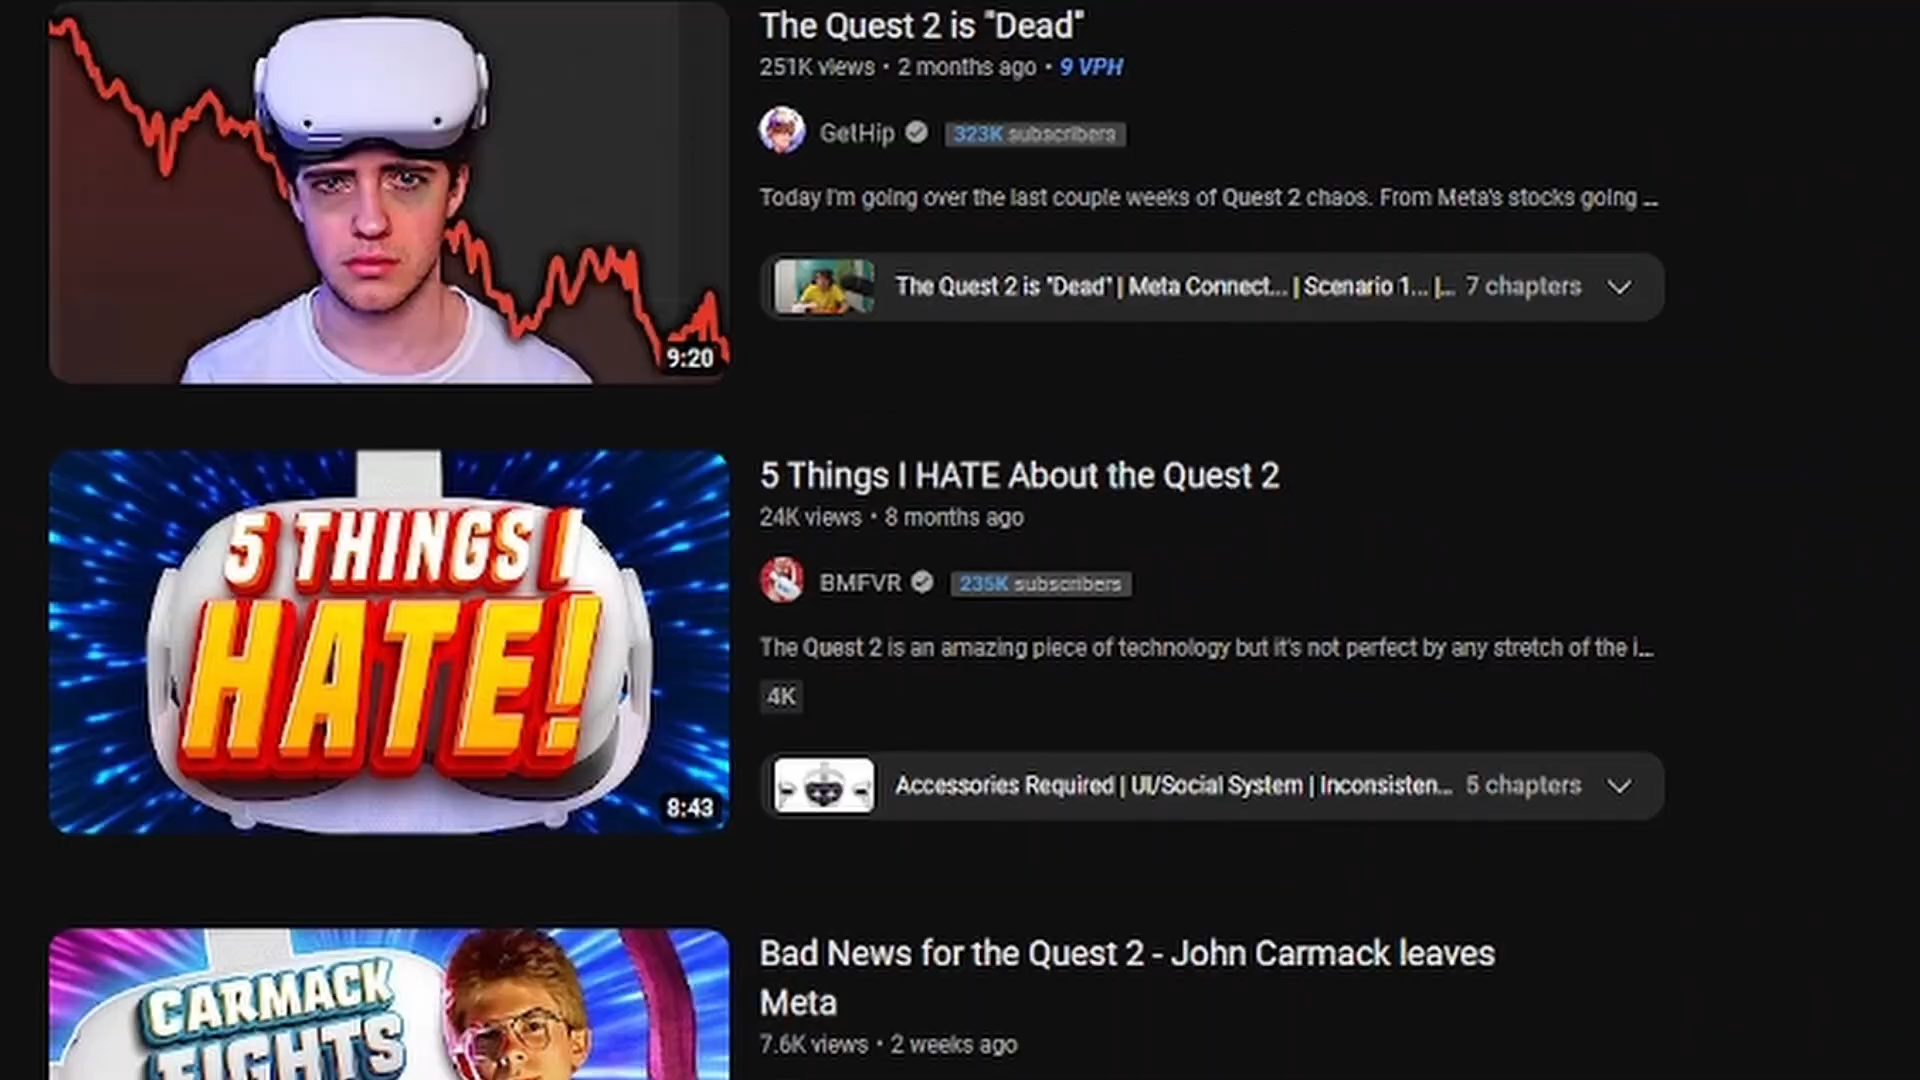 The Quest 2 is "Dead"
251K views • 2 months ago • 9 VPH
GetHip 323K subscribers
Today I'm going over the last couple weeks of Quest 2 chaos. From Meta's stocks going ...
The Quest 2 is "Dead" | Meta Connect... | Scenario 1... |... 7 chapters
9:20
5 THINGS I
HATE!
8:43
5 Things I HATE About the Quest 2
24K views • 8 months ago
BMFVR 235K subscribers
The Quest 2 is an amazing piece of technology but it's not perfect by any stretch of the i...
4K
Accessories Required | UI/Social System | Inconsisten... 5 chapters
CARMACK
FIGHTS
Bad News for the Quest 2 - John Carmack leaves
Meta
7.6K views • 2 weeks ago